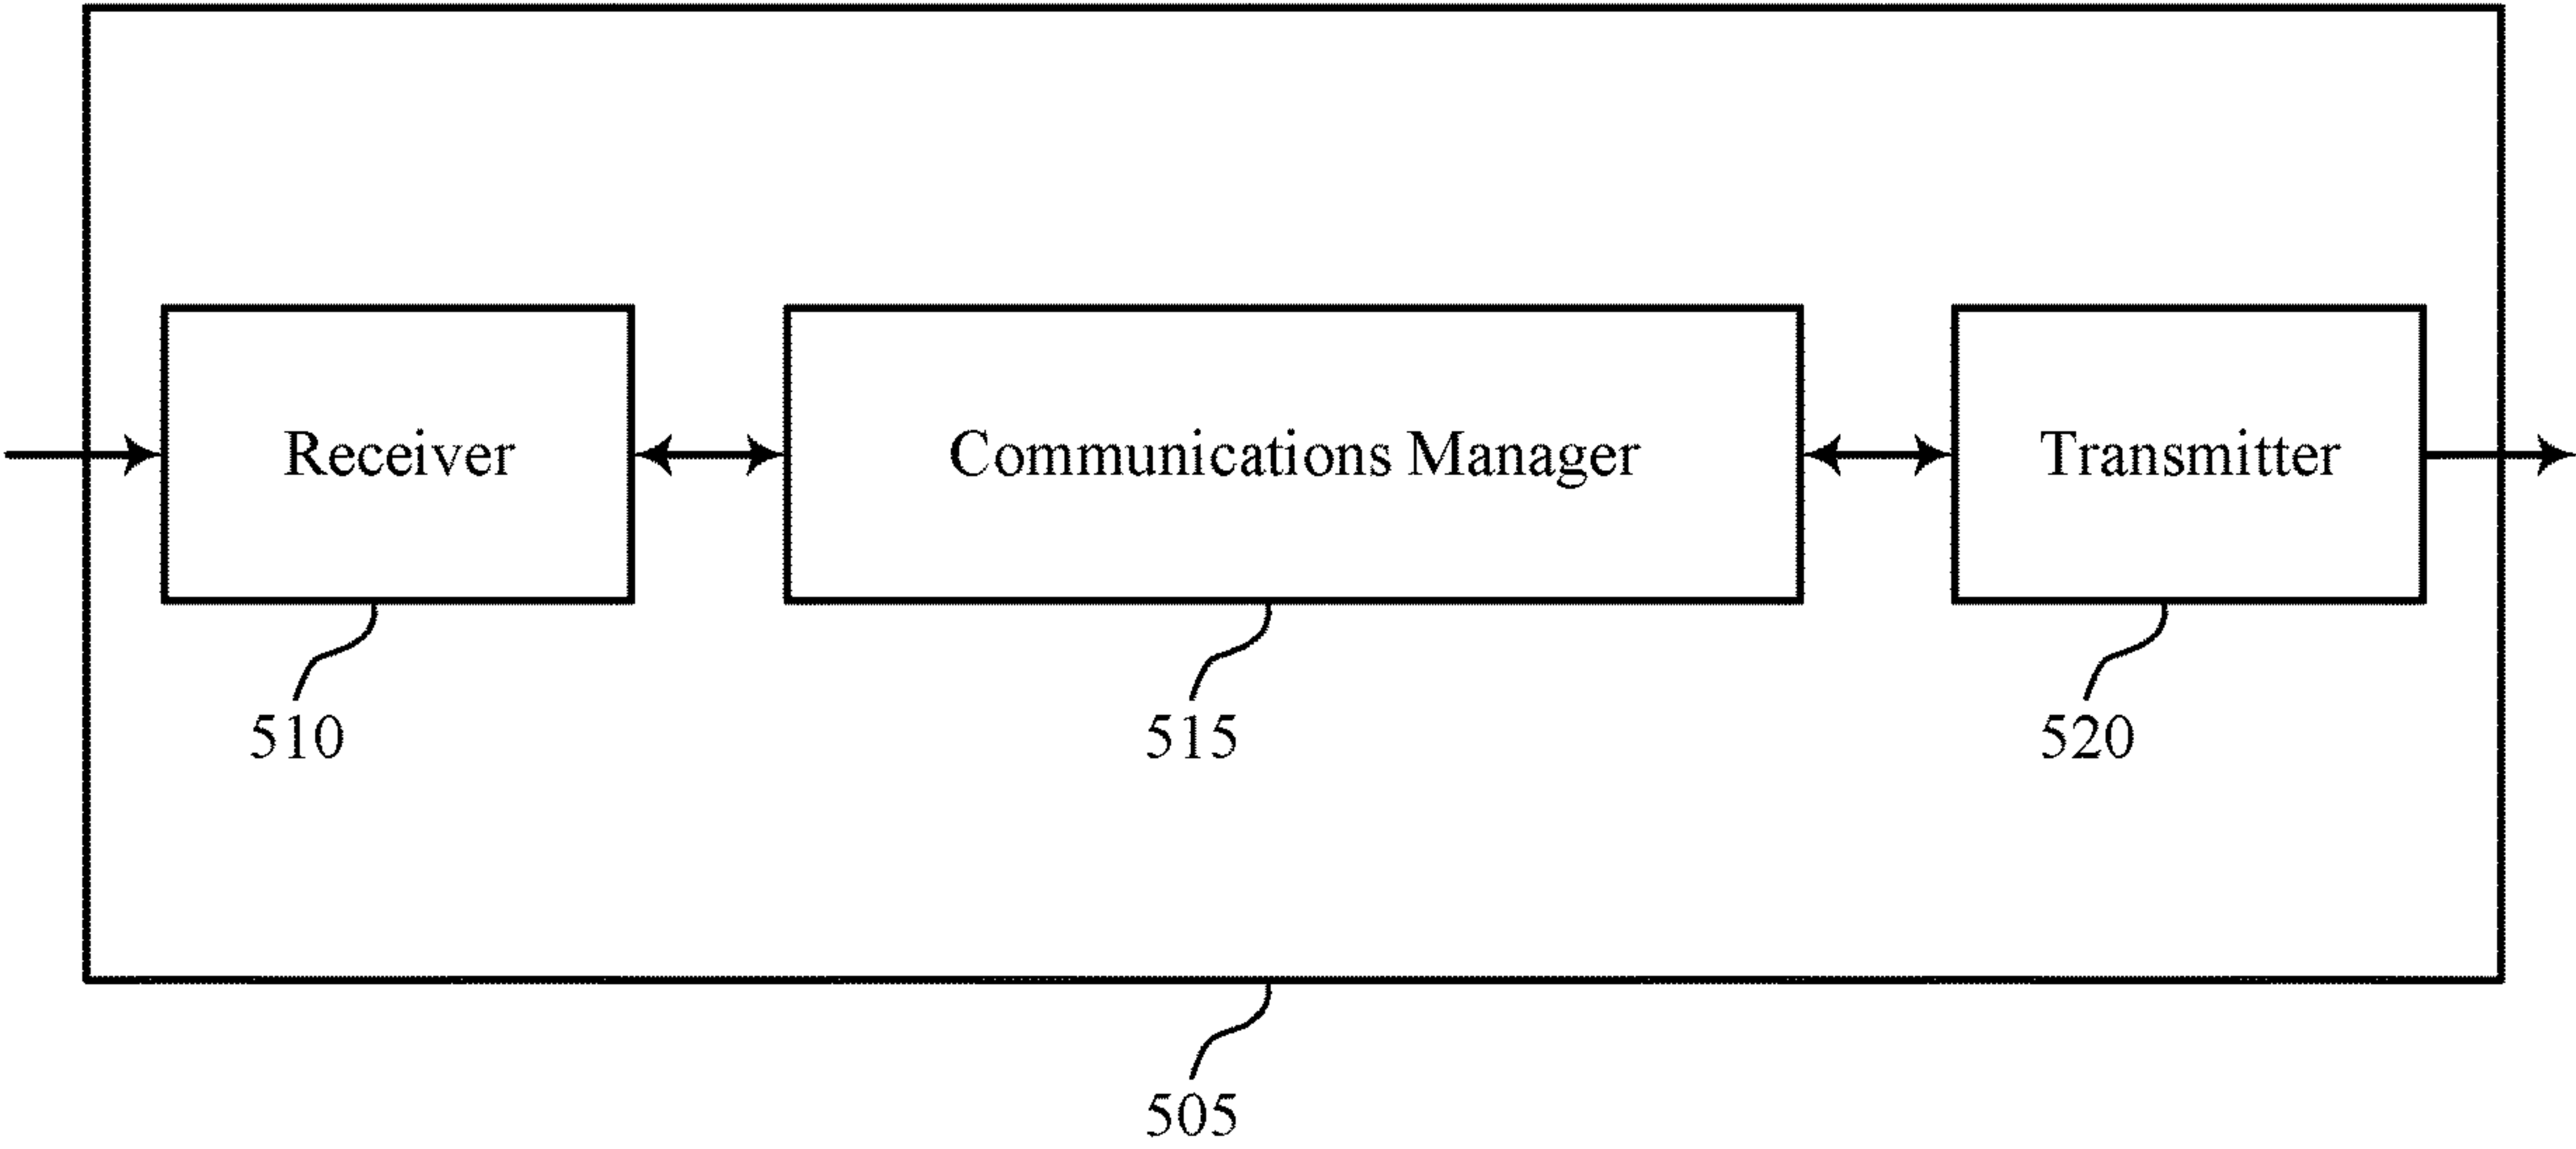 Receiver
Communications Manager
Transmitter
510
515
520
505